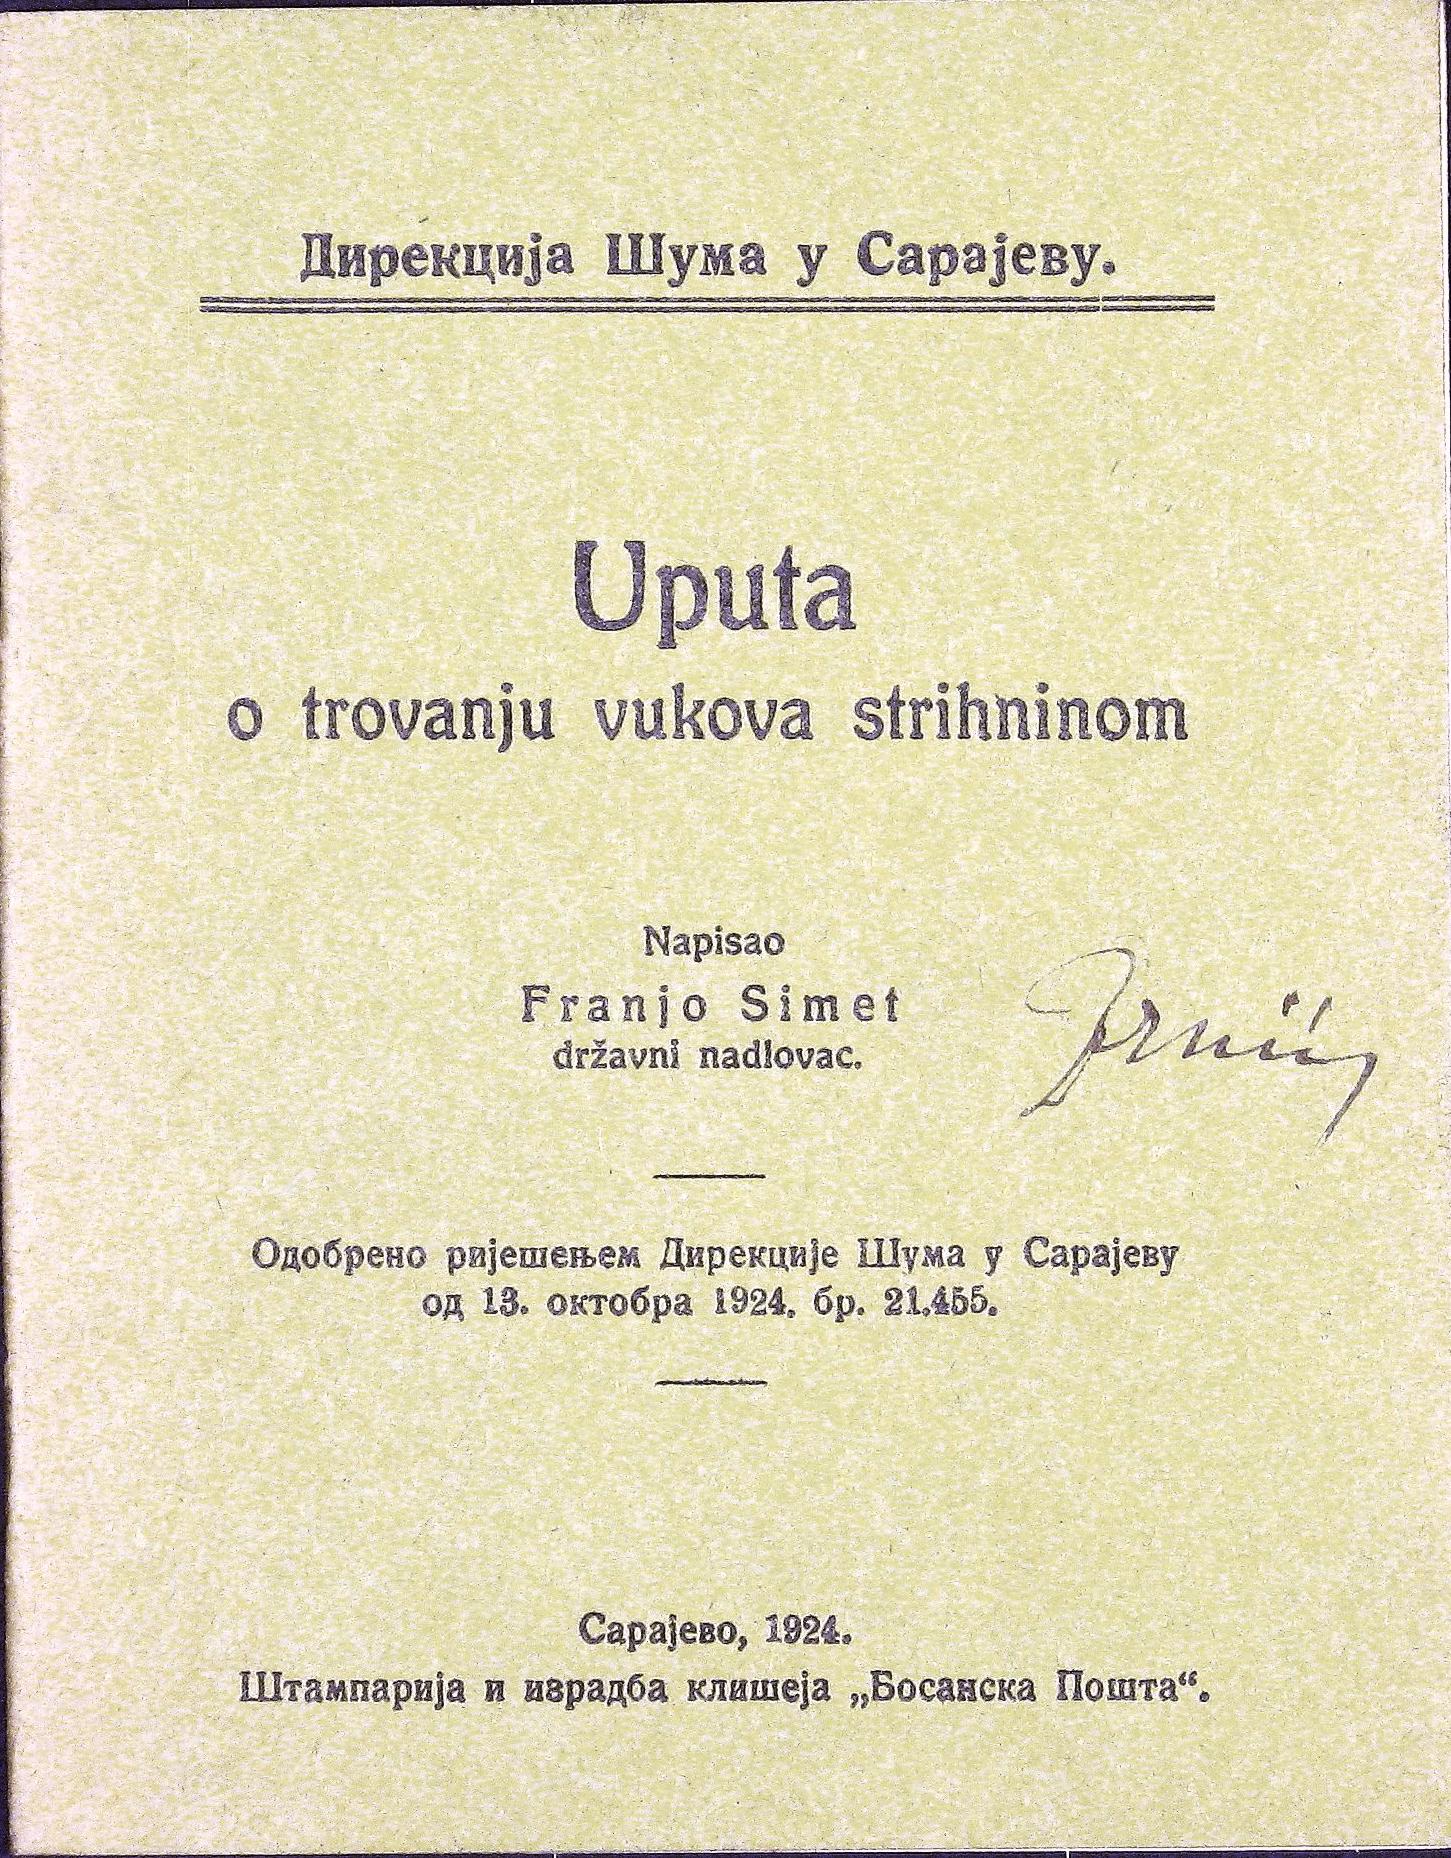 Дирекција Шума у Сарајеву.
Uputa
o trovanju vukova strihninom
Napisao
Franjo Simet
državni nadlovac.
Одобрено ријешењем Дирекције Шума у Сарајеву
од 13. октобра 1924. бр. 21.455.
Сарајево, 1924.
Штампарија и израдба клишеја „Босанска Пошта“.